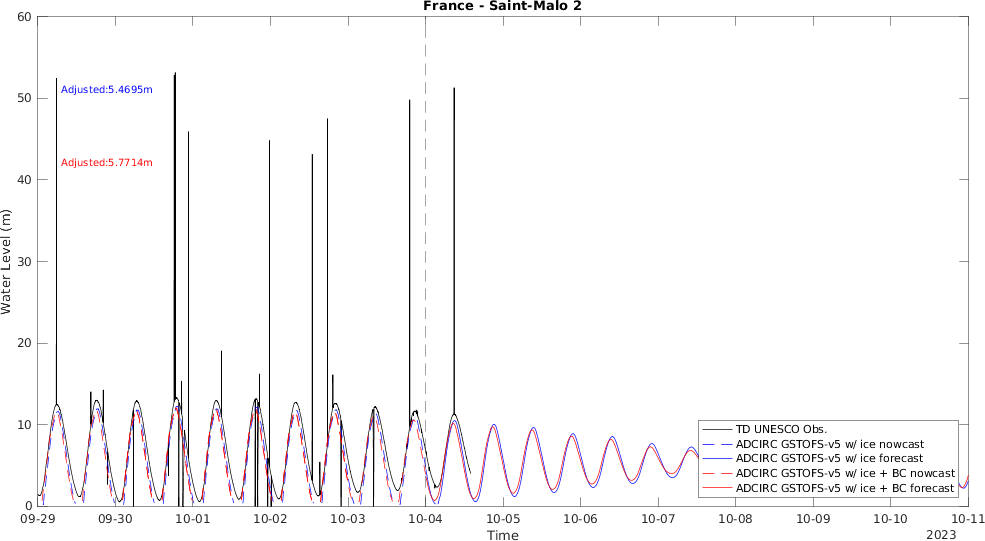 France - Saint-Malo 2
60
50
40
30
20
10
0
Water Level (m)
Adjusted:5.4695m
Adjusted:5.7714m
TD UNESCO Obs.
ADCIRC GSTOFS-v5 w/ ice nowcast
ADCIRC GSTOFS-v5 w/ ice forecast
ADCIRC GSTOFS-v5 w/ ice + BC nowcast
ADCIRC GSTOFS-v5 w/ ice + BC forecast
09-29 09-30 10-01 10-02 10-03 10-04 10-05 10-06 10-07 10-08 10-09 10-10 10-11
Time
2023